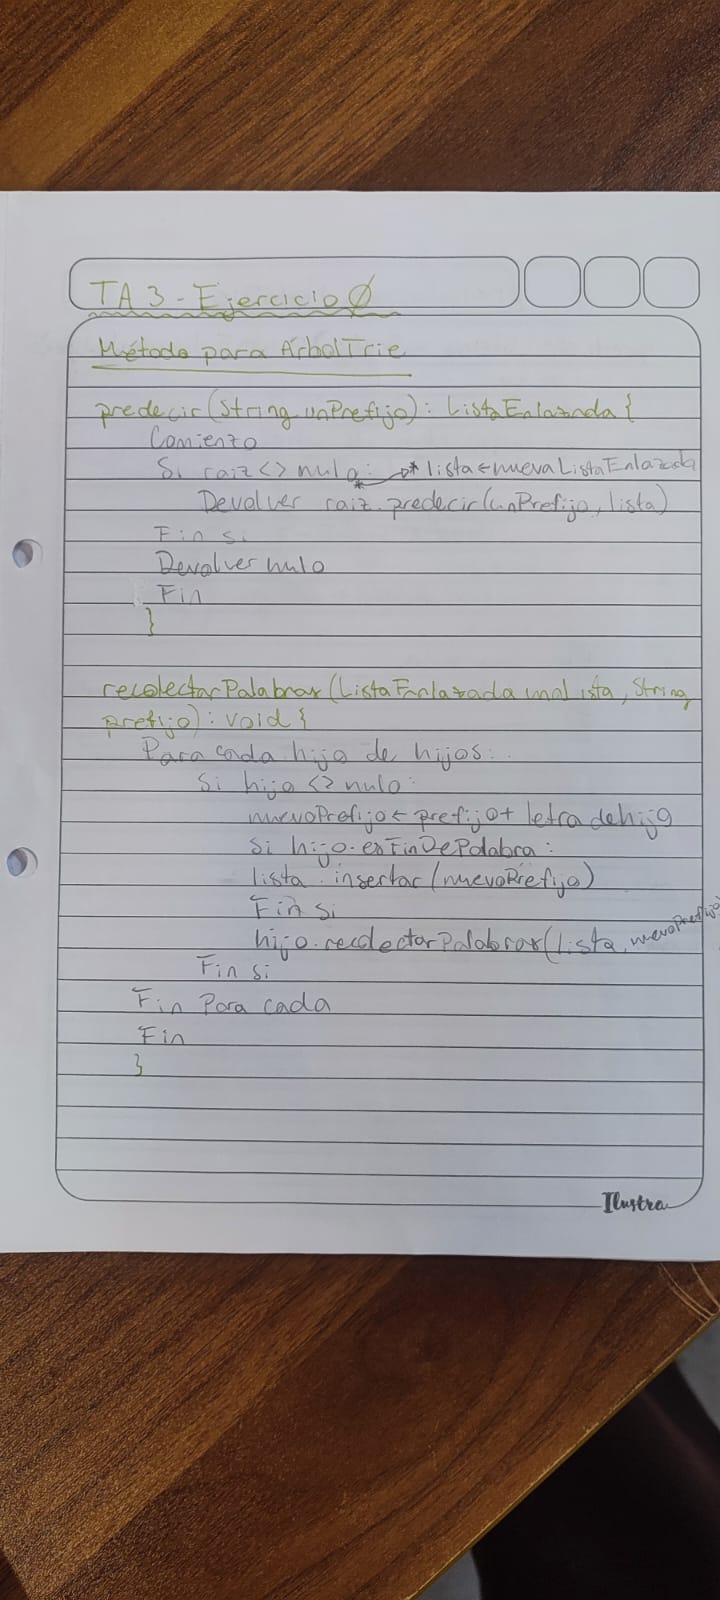 TA3 - Ejercicio Ø
Método para ArbolTrie
predecir(String unPrefijo): ListaEnlazada {
Comienzo
Si raiz <> nulo: * lista ← nueva ListaEnlazada
* Devolver raiz.predecir(unPrefijo, lista)
Fin si
Devolver nulo
Fin
}
recolectarPalabras(ListaEnlazada unaLista, String
prefijo): void {
Para cada hijo de hijos:
Si hijo <> nulo:
nuevoPrefijo ← prefijo + letra de hijo
Si hijo.esFinDePalabra:
lista.insertar(nuevoPrefijo)
Fin si
hijo.recolectarPalabras(lista, nuevoPrefijo)
Fin si
Fin Para cada
Fin
}
Ilustra